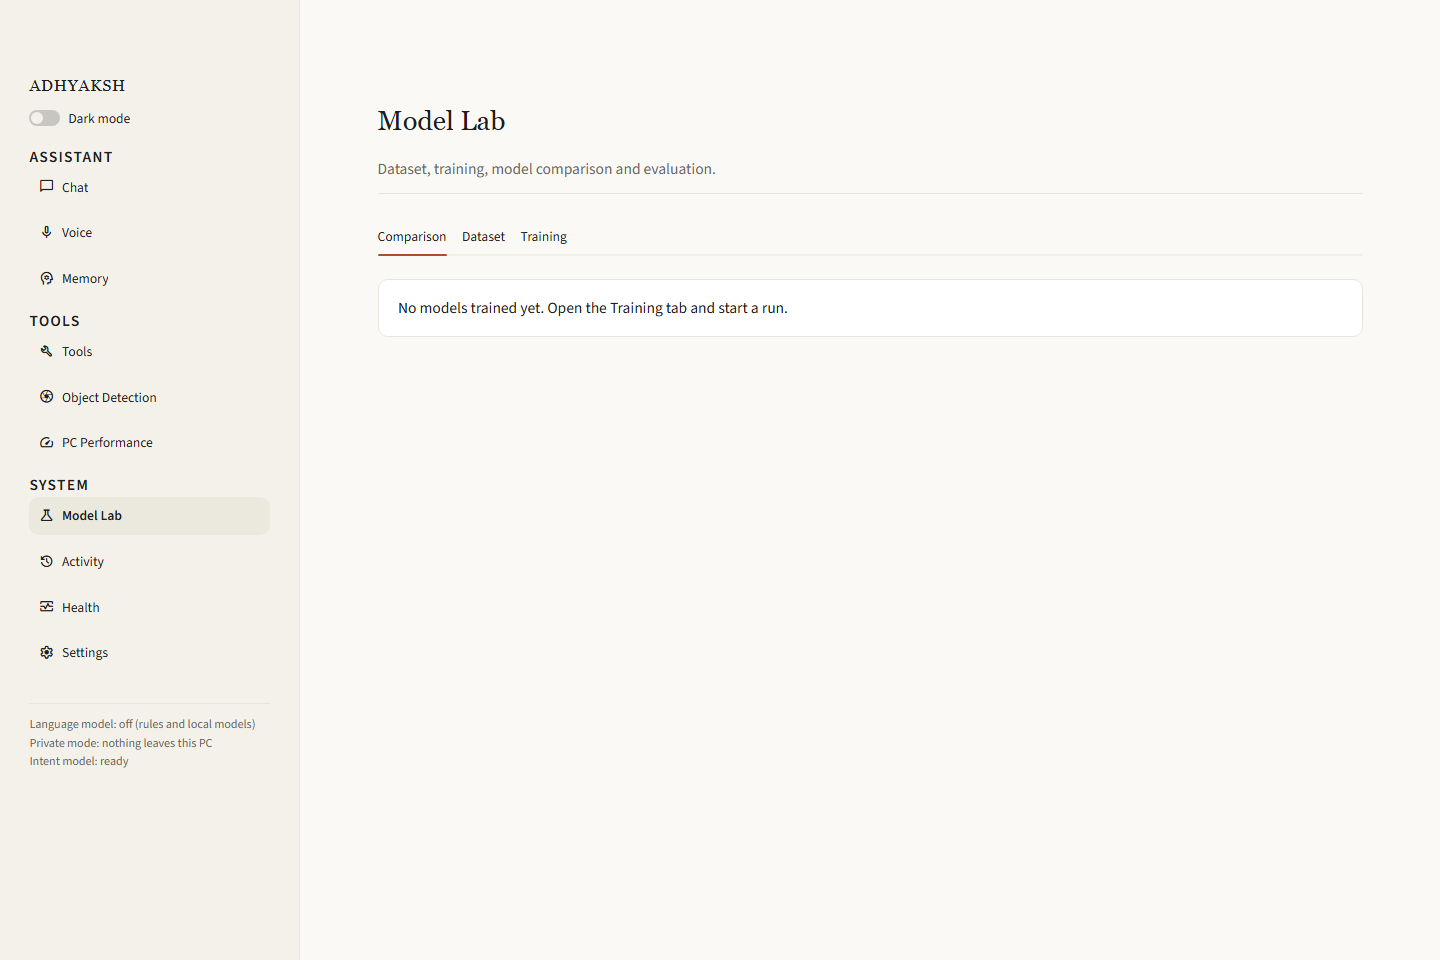 ADHYAKSH
Dark mode
ASSISTANT
Chat
Voice
Memory
TOOLS
Tools
Object Detection
PC Performance
SYSTEM
Model Lab
Activity
Health
Settings
Language model: off (rules and local models)
Private mode: nothing leaves this PC
Intent model: ready
Model Lab
Dataset, training, model comparison and evaluation.
Comparison Dataset Training
No models trained yet. Open the Training tab and start a run.